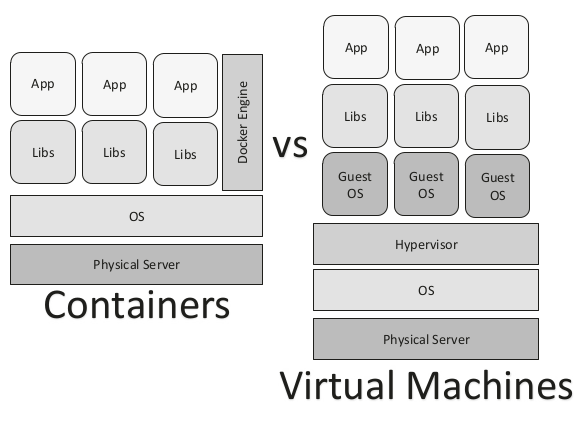 App App App
Docker Engine
Libs Libs Libs
OS
Physical Server
Containers
vs
App App App
Libs Libs Libs
Guest Guest Guest
OS OS OS
Hypervisor
OS
Physical Server
Virtual Machines